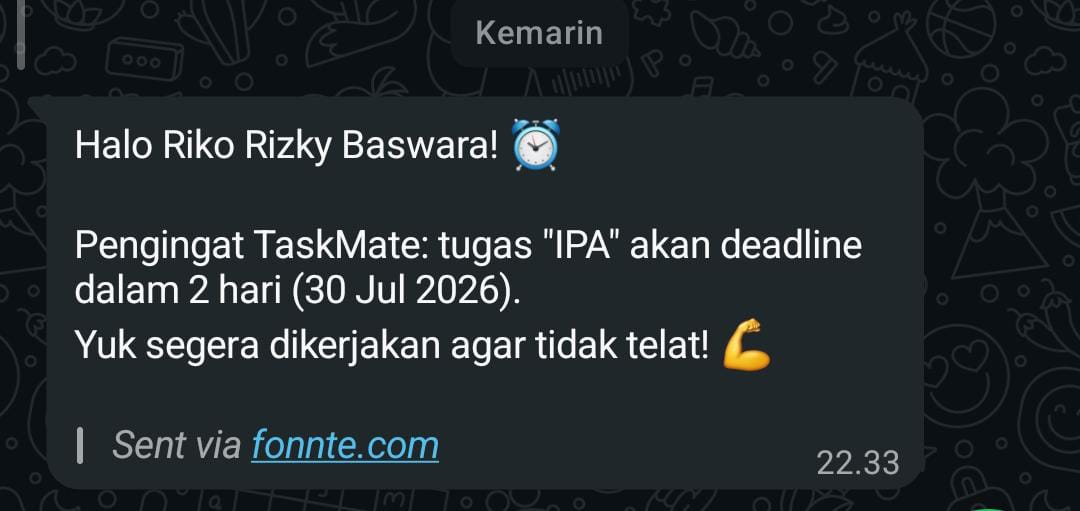 Kemarin
Halo Riko Rizky Baswara! ⏰
Pengingat TaskMate: tugas "IPA" akan deadline
dalam 2 hari (30 Jul 2026).
Yuk segera dikerjakan agar tidak telat! 💪
Sent via fonnte.com
22.33